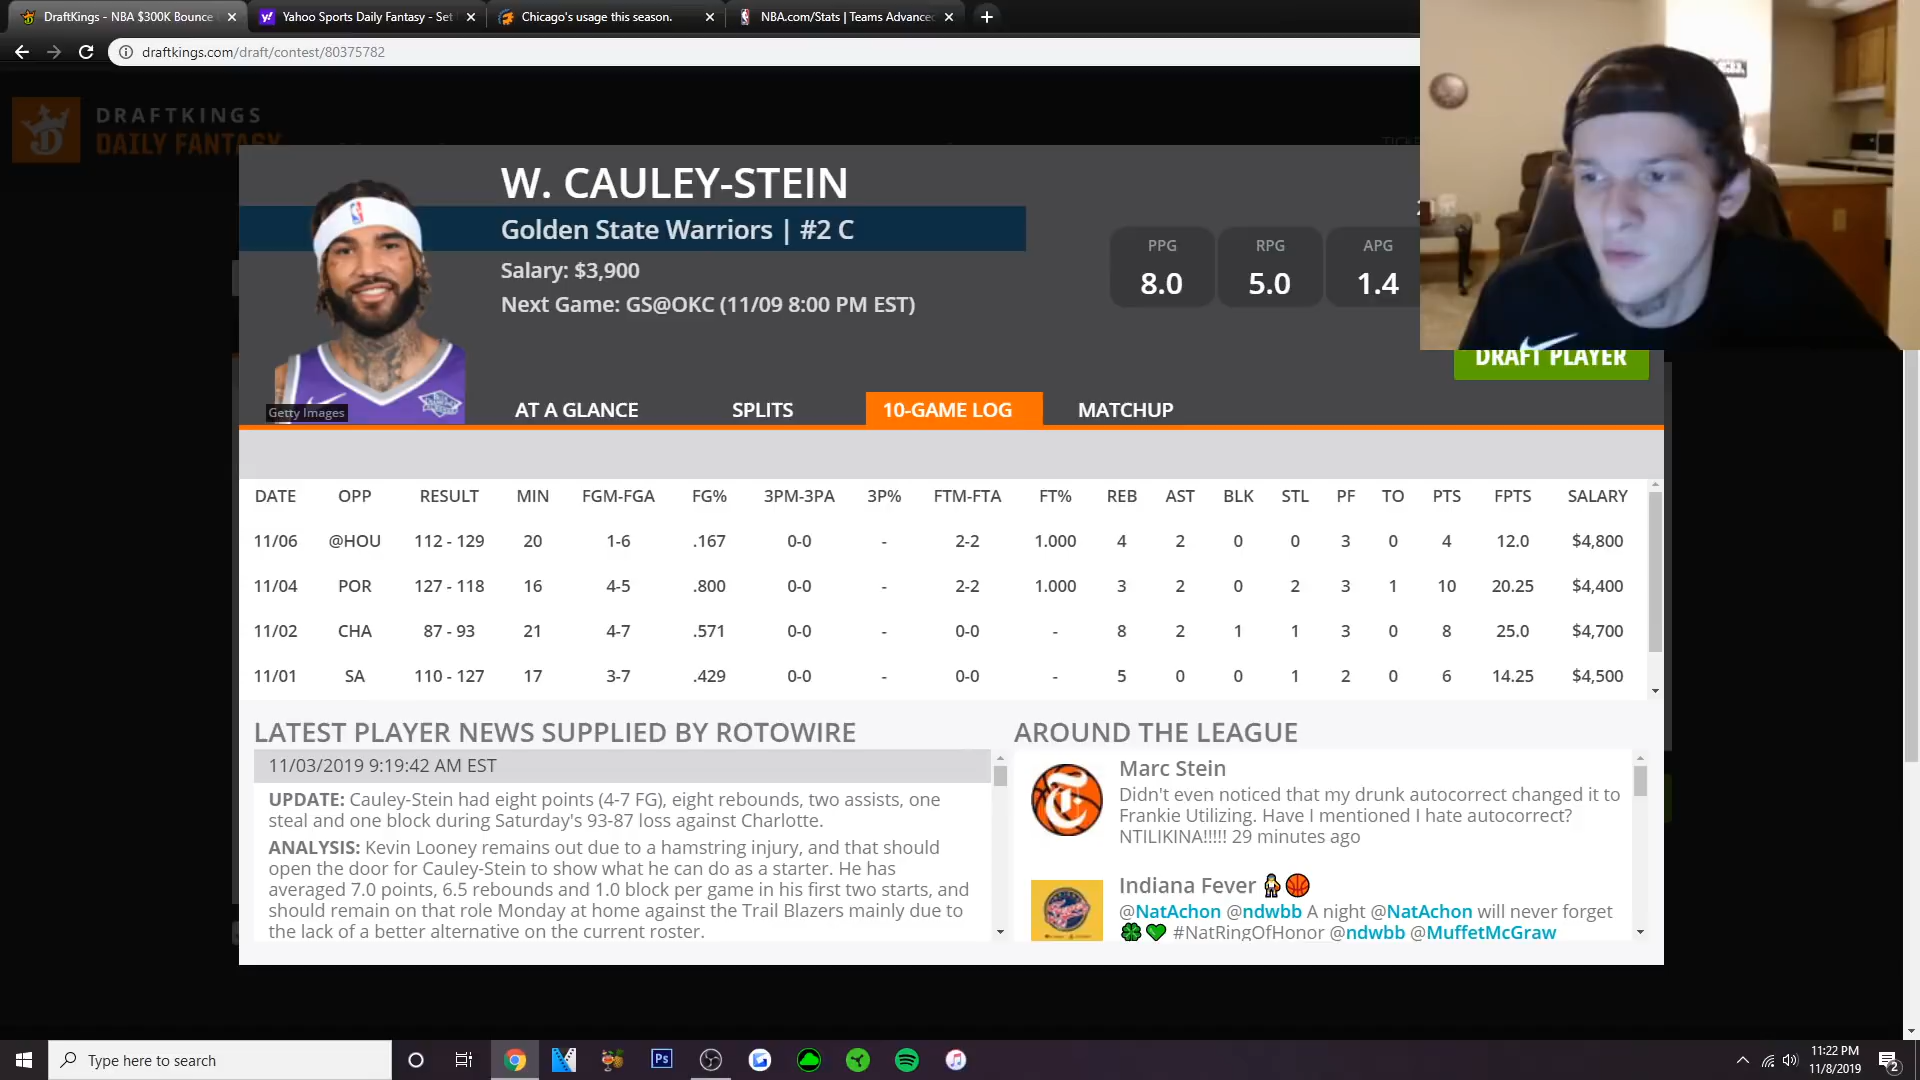 DraftKings - NBA $300K Bounce
Yahoo Sports Daily Fantasy - Set
Chicago's usage this season.
NBA.com/Stats | Teams Advanced
draftkings.com/draft/contest/80375782
DRAFTKINGS
DAILY FANTASY
W. CAULEY-STEIN
Golden State Warriors | #2 C
Salary: $3,900
Next Game: GS@OKC (11/09 8:00 PM EST)
PPG RPG APG
8.0 5.0 1.4
DRAFT PLAYER
Getty Images
AT A GLANCE SPLITS 10-GAME LOG MATCHUP
DATE OPP RESULT MIN FGM-FGA FG% 3PM-3PA 3P% FTM-FTA FT% REB AST BLK STL PF TO PTS FPTS SALARY
11/06 @HOU 112 - 129 20 1-6 .167 0-0 - 2-2 1.000 4 2 0 0 3 0 4 12.0 $4,800
11/04 POR 127 - 118 16 4-5 .800 0-0 - 2-2 1.000 3 2 0 2 3 1 10 20.25 $4,400
11/02 CHA 87 - 93 21 4-7 .571 0-0 - 0-0 - 8 2 1 1 3 0 8 25.0 $4,700
11/01 SA 110 - 127 17 3-7 .429 0-0 - 0-0 - 5 0 0 1 2 0 6 14.25 $4,500
LATEST PLAYER NEWS SUPPLIED BY ROTOWIRE
11/03/2019 9:19:42 AM EST
UPDATE: Cauley-Stein had eight points (4-7 FG), eight rebounds, two assists, one
steal and one block during Saturday's 93-87 loss against Charlotte.
ANALYSIS: Kevin Looney remains out due to a hamstring injury, and that should
open the door for Cauley-Stein to show what he can do as a starter. He has
averaged 7.0 points, 6.5 rebounds and 1.0 block per game in his first two starts, and
should remain on that role Monday at home against the Trail Blazers mainly due to
the lack of a better alternative on the current roster.
AROUND THE LEAGUE
Marc Stein
Didn't even noticed that my drunk autocorrect changed it to
Frankie Utilizing. Have I mentioned I hate autocorrect?
NTILIKINA!!!!! 29 minutes ago
Indiana Fever
@NatAchon @ndwbb A night @NatAchon will never forget
#NatRingOfHonor @ndwbb @MuffetMcGraw
Type here to search
Ps
11:22 PM
11/8/2019
2